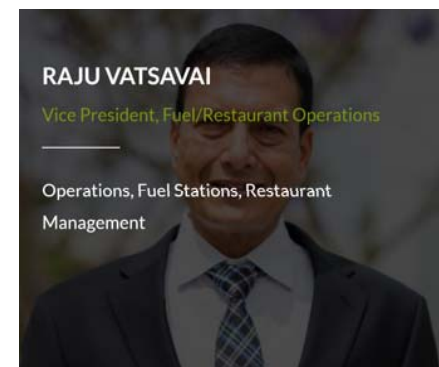 RAJU VATSAVAI
Vice President, Fuel/Restaurant Operations
Operations, Fuel Stations, Restaurant
Management